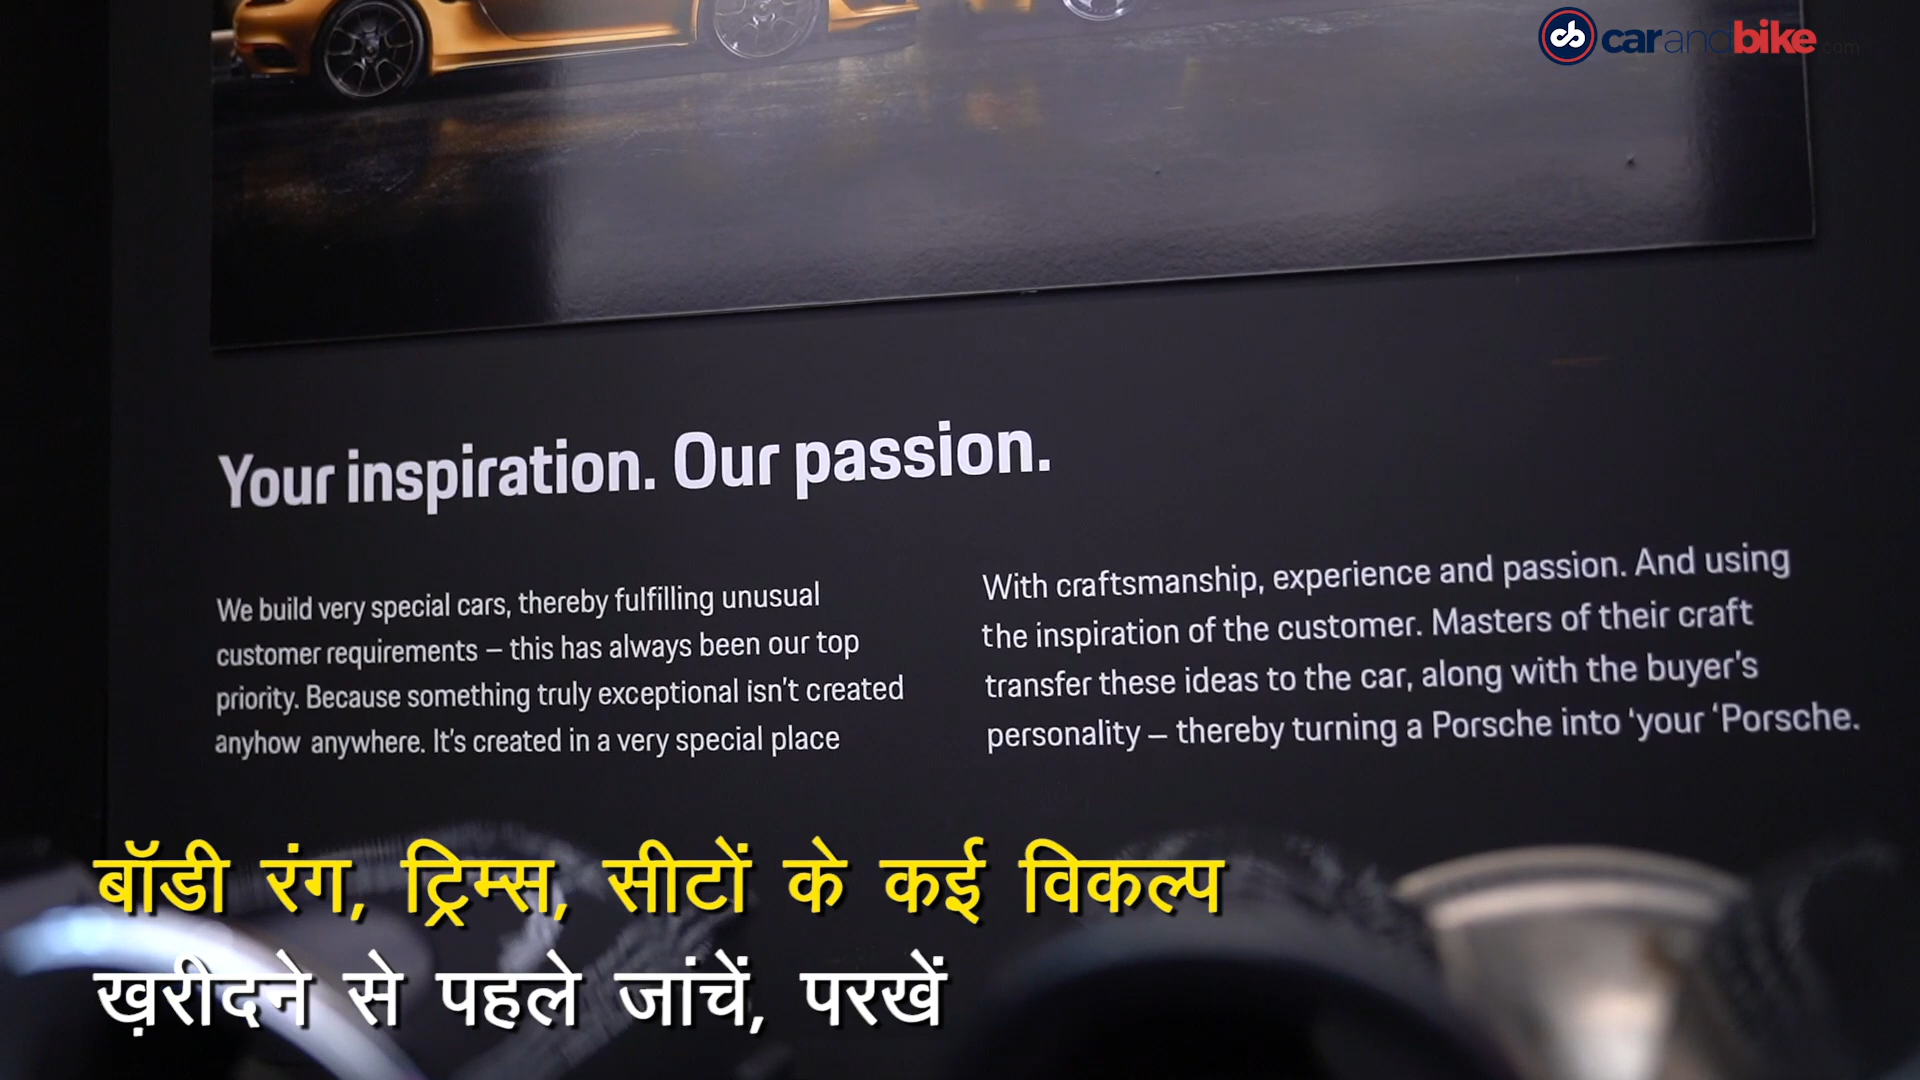 carandbike.com
Your inspiration. Our passion.
We build very special cars, thereby fulfilling unusual
customer requirements – this has always been our top
priority. Because something truly exceptional isn't created
anyhow anywhere. It's created in a very special place
With craftsmanship, experience and passion. And using
the inspiration of the customer. Masters of their craft
transfer these ideas to the car, along with the buyer's
personality – thereby turning a Porsche into ‘your ‘Porsche.
बॉडी रंग, ट्रिम्स, सीटों के कई विकल्प
ख़रीदने से पहले जांचें, परखें